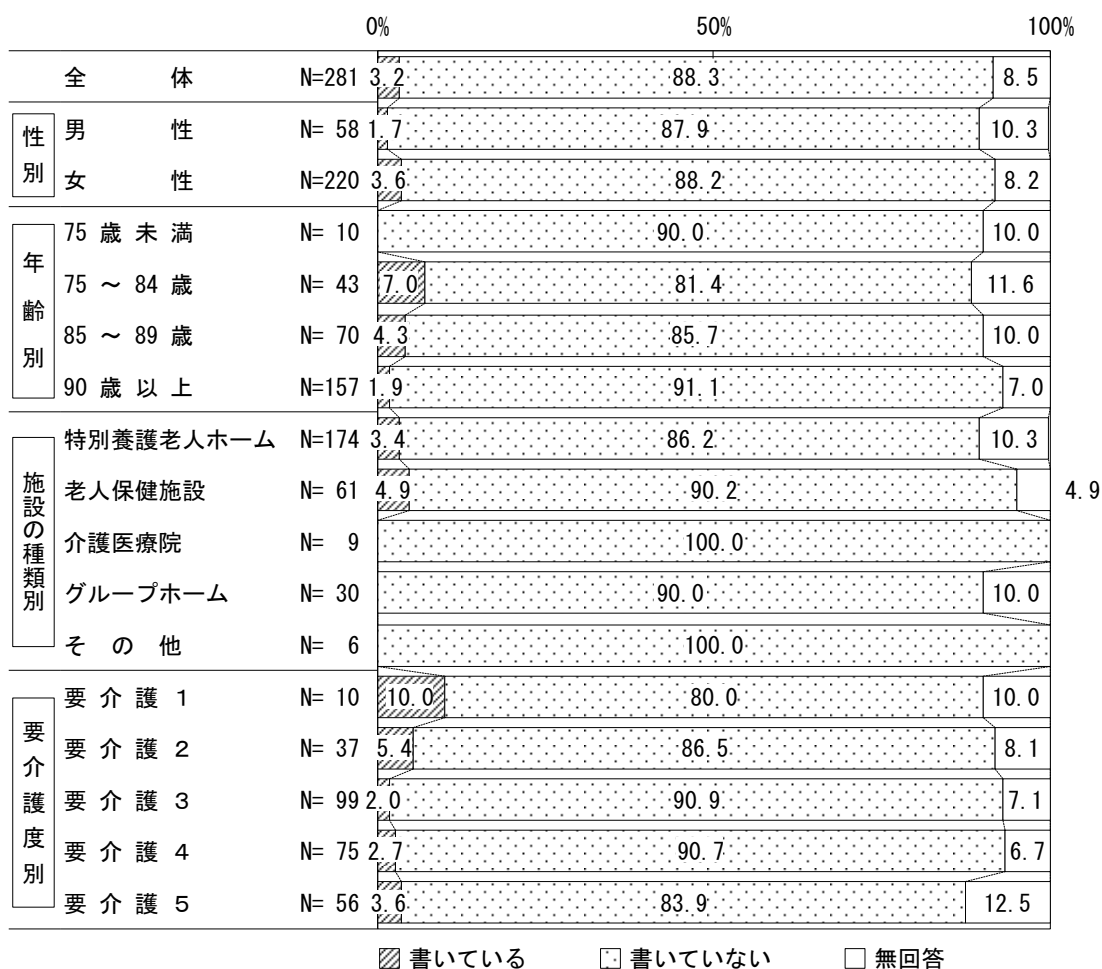 0% 50% 100%
全 体 N=281 3.2 88.3 8.5
性別
男 性 N= 58 1.7 87.9 10.3
女 性 N=220 3.6 88.2 8.2
年齢別
75 歳 未 満 N= 10 90.0 10.0
75 ～ 84 歳 N= 43 7.0 81.4 11.6
85 ～ 89 歳 N= 70 4.3 85.7 10.0
90 歳 以 上 N=157 1.9 91.1 7.0
施設の種類別
特別養護老人ホーム N=174 3.4 86.2 10.3
老人保健施設 N= 61 4.9 90.2 4.9
介護医療院 N= 9 100.0
グループホーム N= 30 90.0 10.0
そ の 他 N= 6 100.0
要介護度別
要 介 護 1 N= 10 10.0 80.0 10.0
要 介 護 2 N= 37 5.4 86.5 8.1
要 介 護 3 N= 99 2.0 90.9 7.1
要 介 護 4 N= 75 2.7 90.7 6.7
要 介 護 5 N= 56 3.6 83.9 12.5
書いている 書いていない 無回答